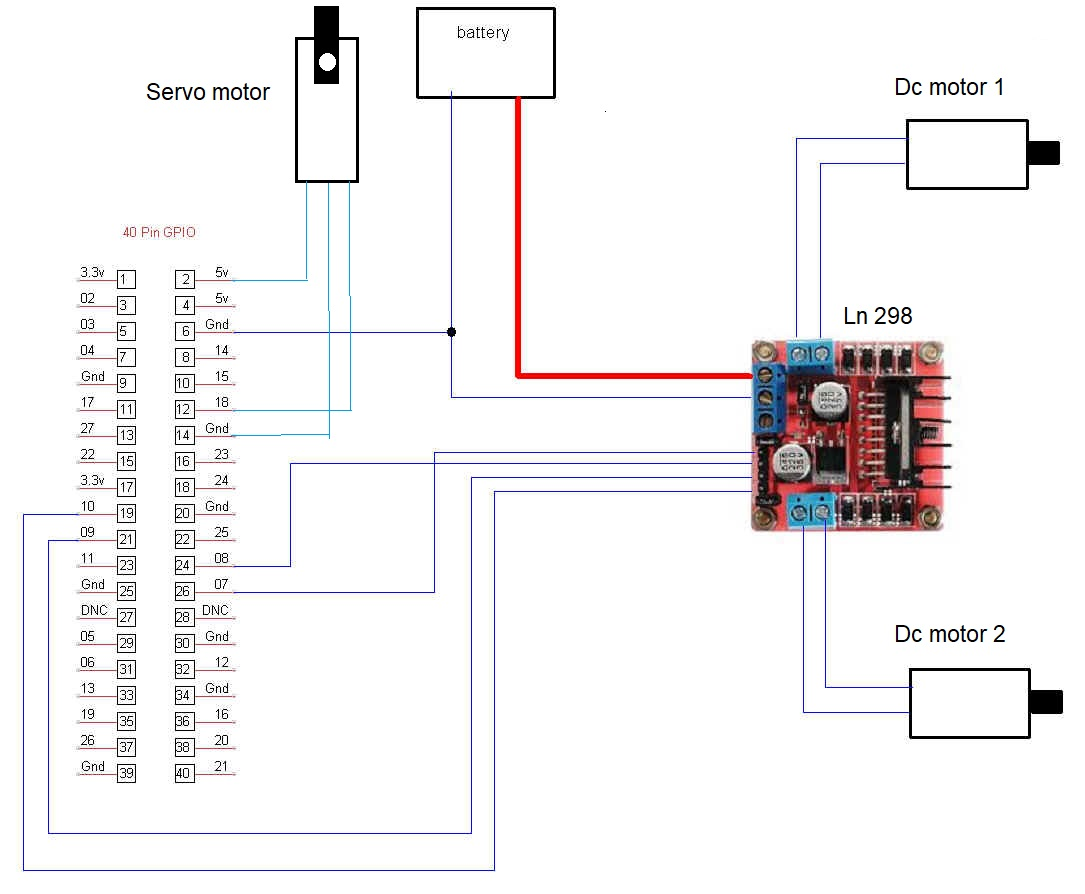 battery
Dc motor 1
Servo motor
40 Pin GPIO
3.3v 1 2 5v
02 3 4 5v
03 5 6 Gnd
04 7 8 14
Gnd 9 10 15
17 11 12 18
27 13 14 Gnd
22 15 16 23
3.3v 17 18 24
10 19 20 Gnd
09 21 22 25
11 23 24 08
Gnd 25 26 07
DNC 27 28 DNC
05 29 30 Gnd
06 31 32 12
13 33 34 Gnd
19 35 36 16
26 37 38 20
Gnd 39 40 21
Ln 298
Dc motor 2